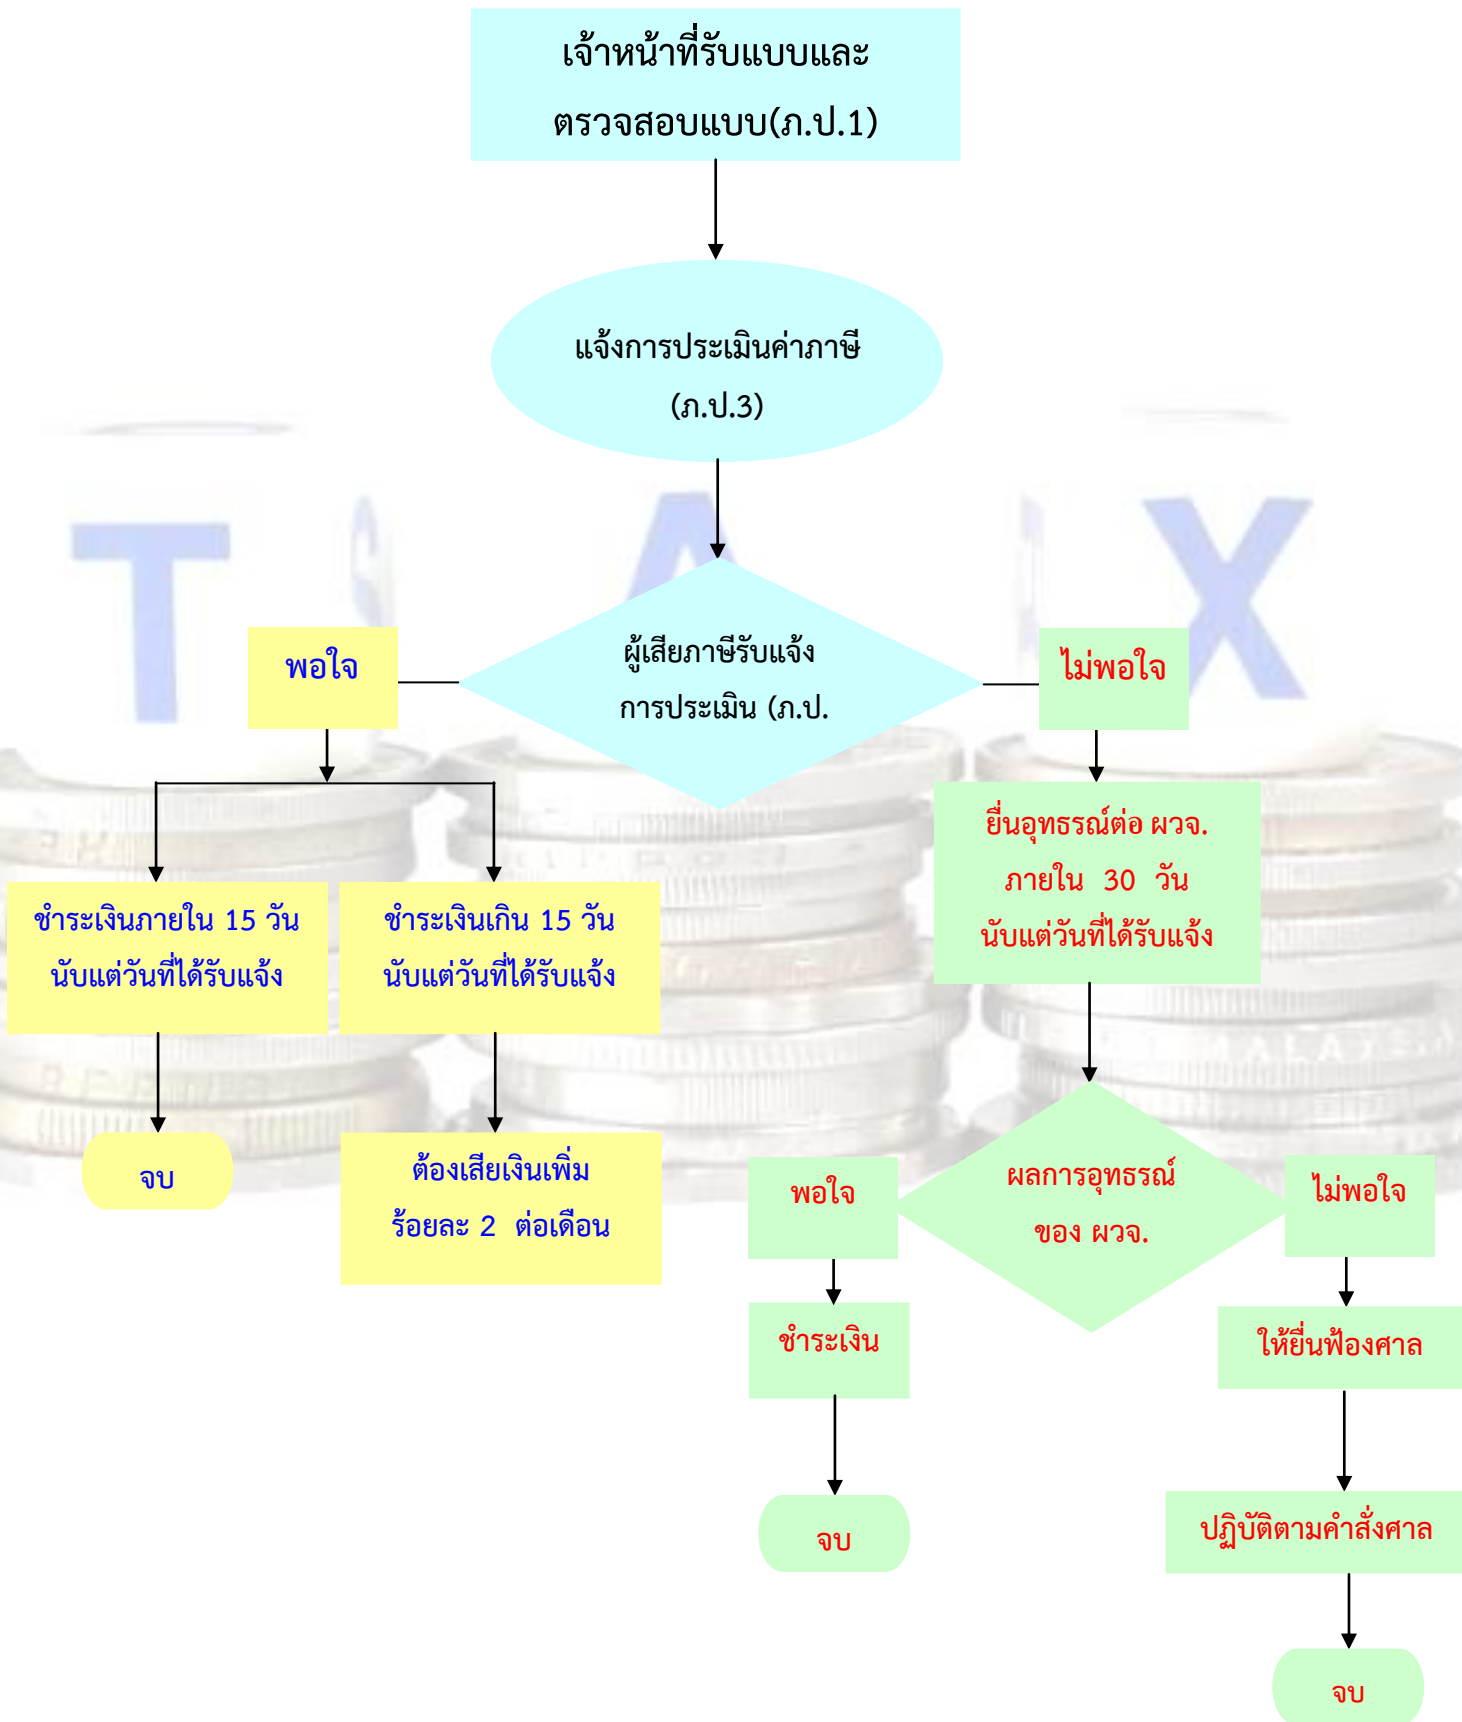 เจ้าหน้าที่รับแบบและ
ตรวจสอบแบบ(ภ.ป.1)
แจ้งการประเมินค่าภาษี
(ภ.ป.3)
ผู้เสียภาษีรับแจ้ง
การประเมิน (ภ.ป.
พอใจ
ไม่พอใจ
T A X
ชำระเงินภายใน 15 วัน
นับแต่วันที่ได้รับแจ้ง
ชำระเงินเกิน 15 วัน
นับแต่วันที่ได้รับแจ้ง
ยื่นอุทธรณ์ต่อ ผวจ.
ภายใน 30 วัน
นับแต่วันที่ได้รับแจ้ง
MALAYSIA
จบ
ต้องเสียเงินเพิ่ม
ร้อยละ 2 ต่อเดือน
ผลการอุทธรณ์
ของ ผวจ.
พอใจ
ไม่พอใจ
ชำระเงิน
ให้ยื่นฟ้องศาล
จบ
ปฏิบัติตามคำสั่งศาล
จบ